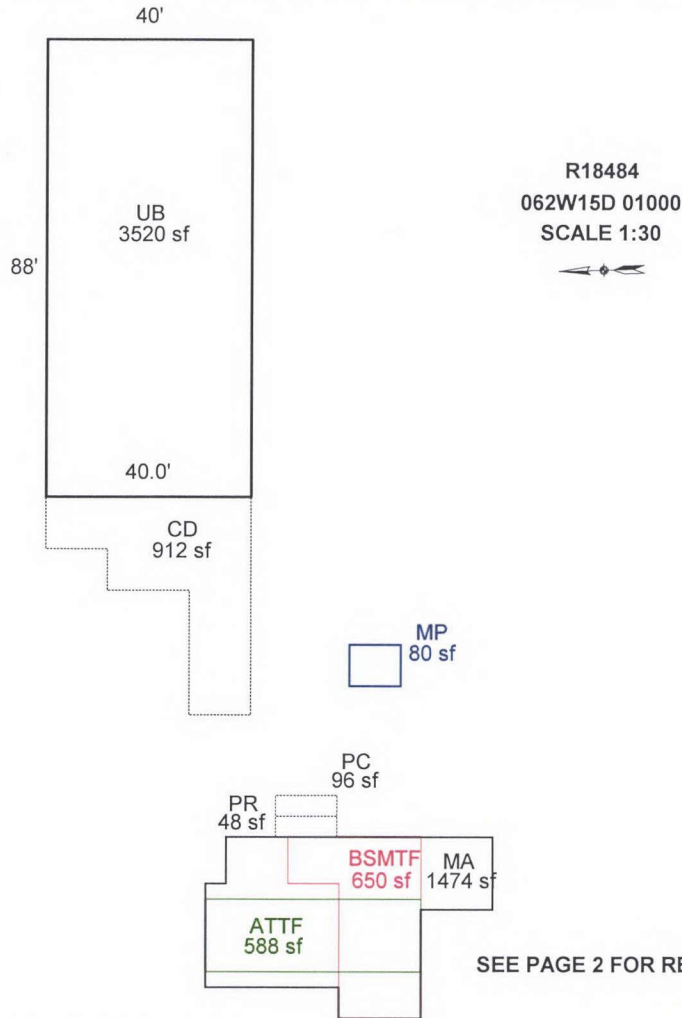 40'
UB
3520 sf
88'
40.0'
R18484
062W15D 01000
SCALE 1:30
CD
912 sf
MP
80 sf
PC
96 sf
PR
48 sf
BSMTF
650 sf
MA
1474 sf
ATTF
588 sf
SEE PAGE 2 FOR RE